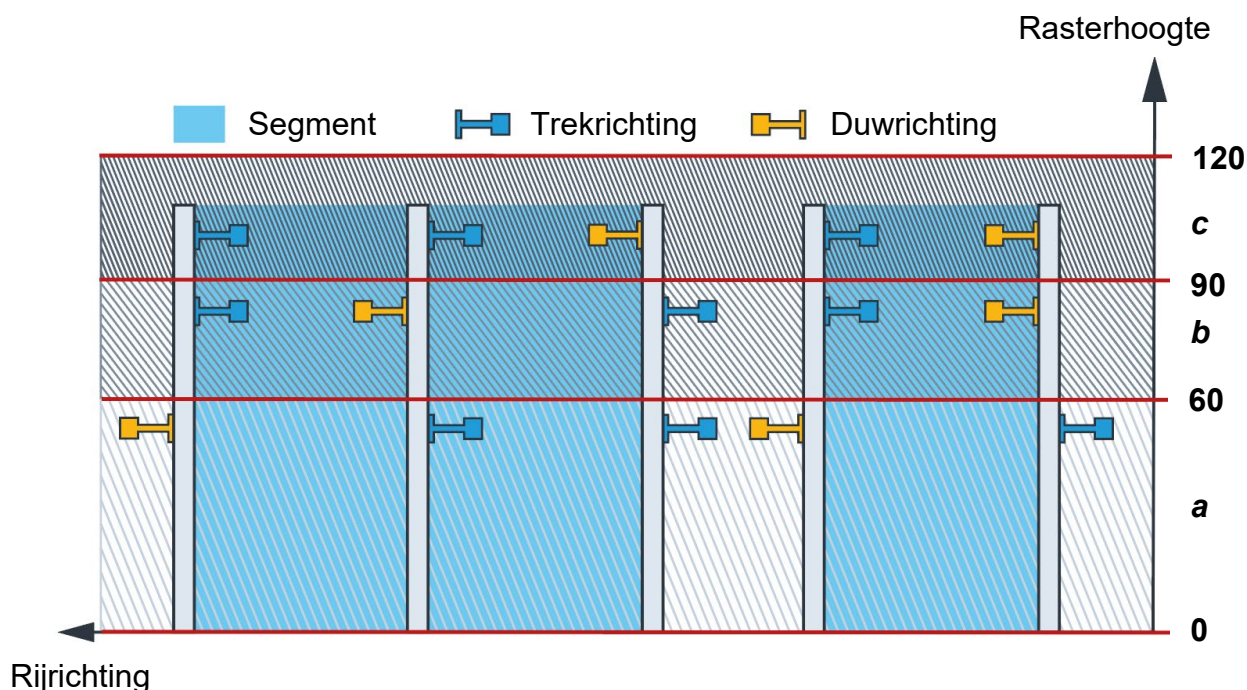 Rasterhoogte
Segment Trekrichting Duwrichting
120
c
90
b
60
a
0
Rijrichting